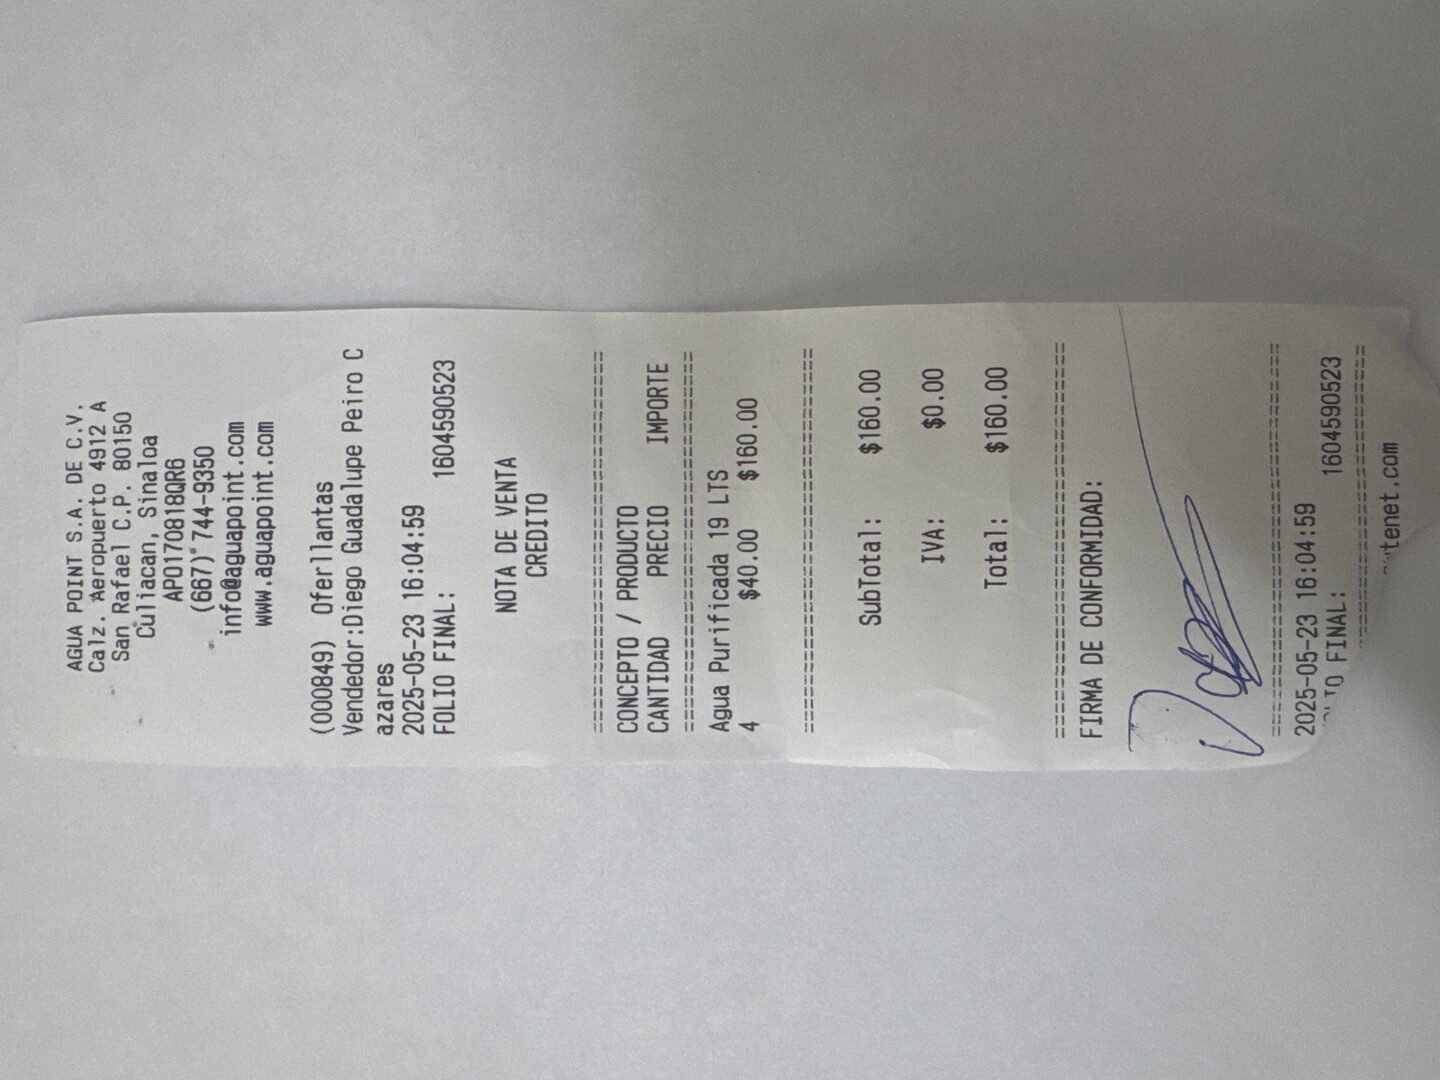 AGUA POINT S.A. DE C.V.
Calz. Aeropuerto 4912 A
San Rafael C.P. 80150
Culiacan, Sinaloa
APO170818QR6
(667) 744-9350
info@aguapoint.com
www.aguapoint.com
(000849) Oferllantas
Vendedor:Diego Guadalupe Peiro C
azares
2025-05-23 16:04:59
FOLIO FINAL: 1604590523
NOTA DE VENTA
CREDITO
================================
CONCEPTO / PRODUCTO
CANTIDAD PRECIO IMPORTE
================================
Agua Purificada 19 LTS
4 $40.00 $160.00
================================
SubTotal: $160.00
IVA: $0.00
Total: $160.00
================================
FIRMA DE CONFORMIDAD:
================================
2025-05-23 16:04:59
FINAL: 1604590523
================================